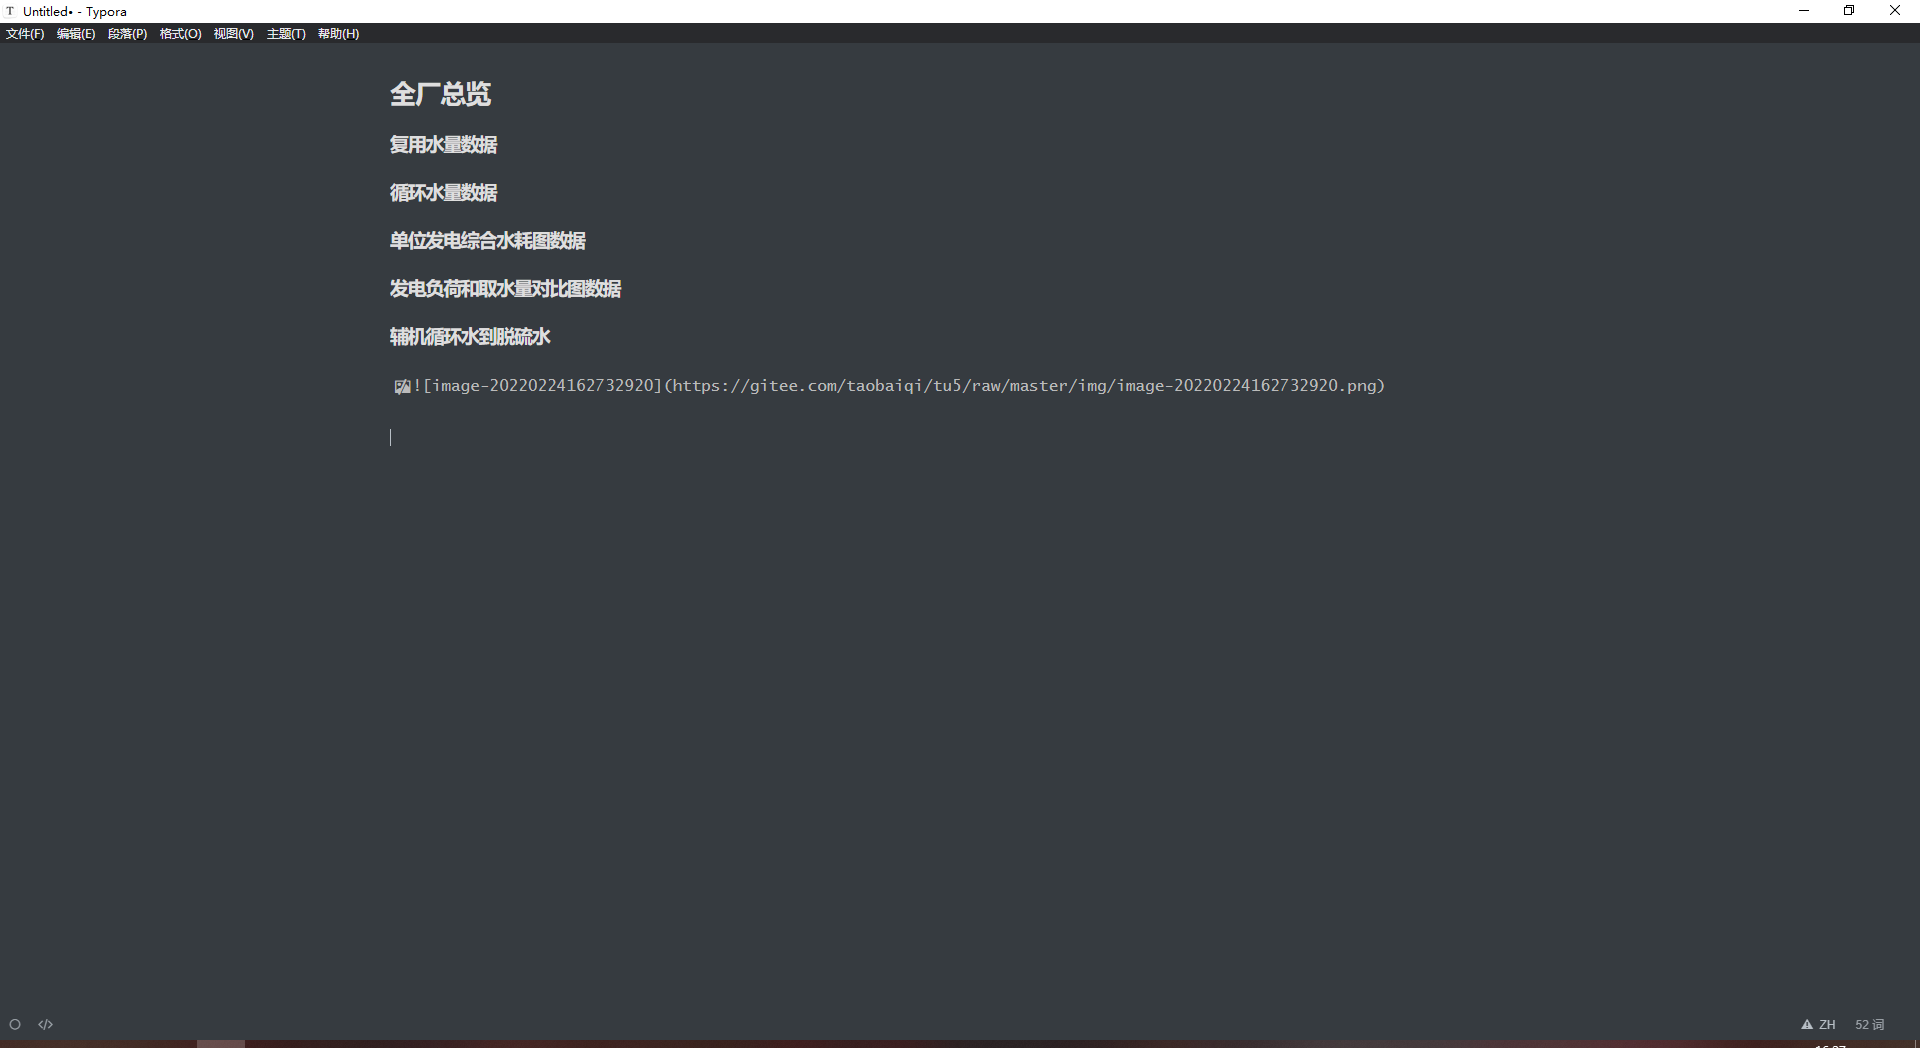 Untitled• - Typora
文件(F) 编辑(E) 段落(P) 格式(O) 视图(V) 主题(T) 帮助(H)
全厂总览
复用水量数据
循环水量数据
单位发电综合水耗图数据
发电负荷和取水量对比图数据
辅机循环水到脱硫水
![image-20220224162732920](https://gitee.com/taobaiqi/tu5/raw/master/img/image-20220224162732920.png)
</> ZH 52 词